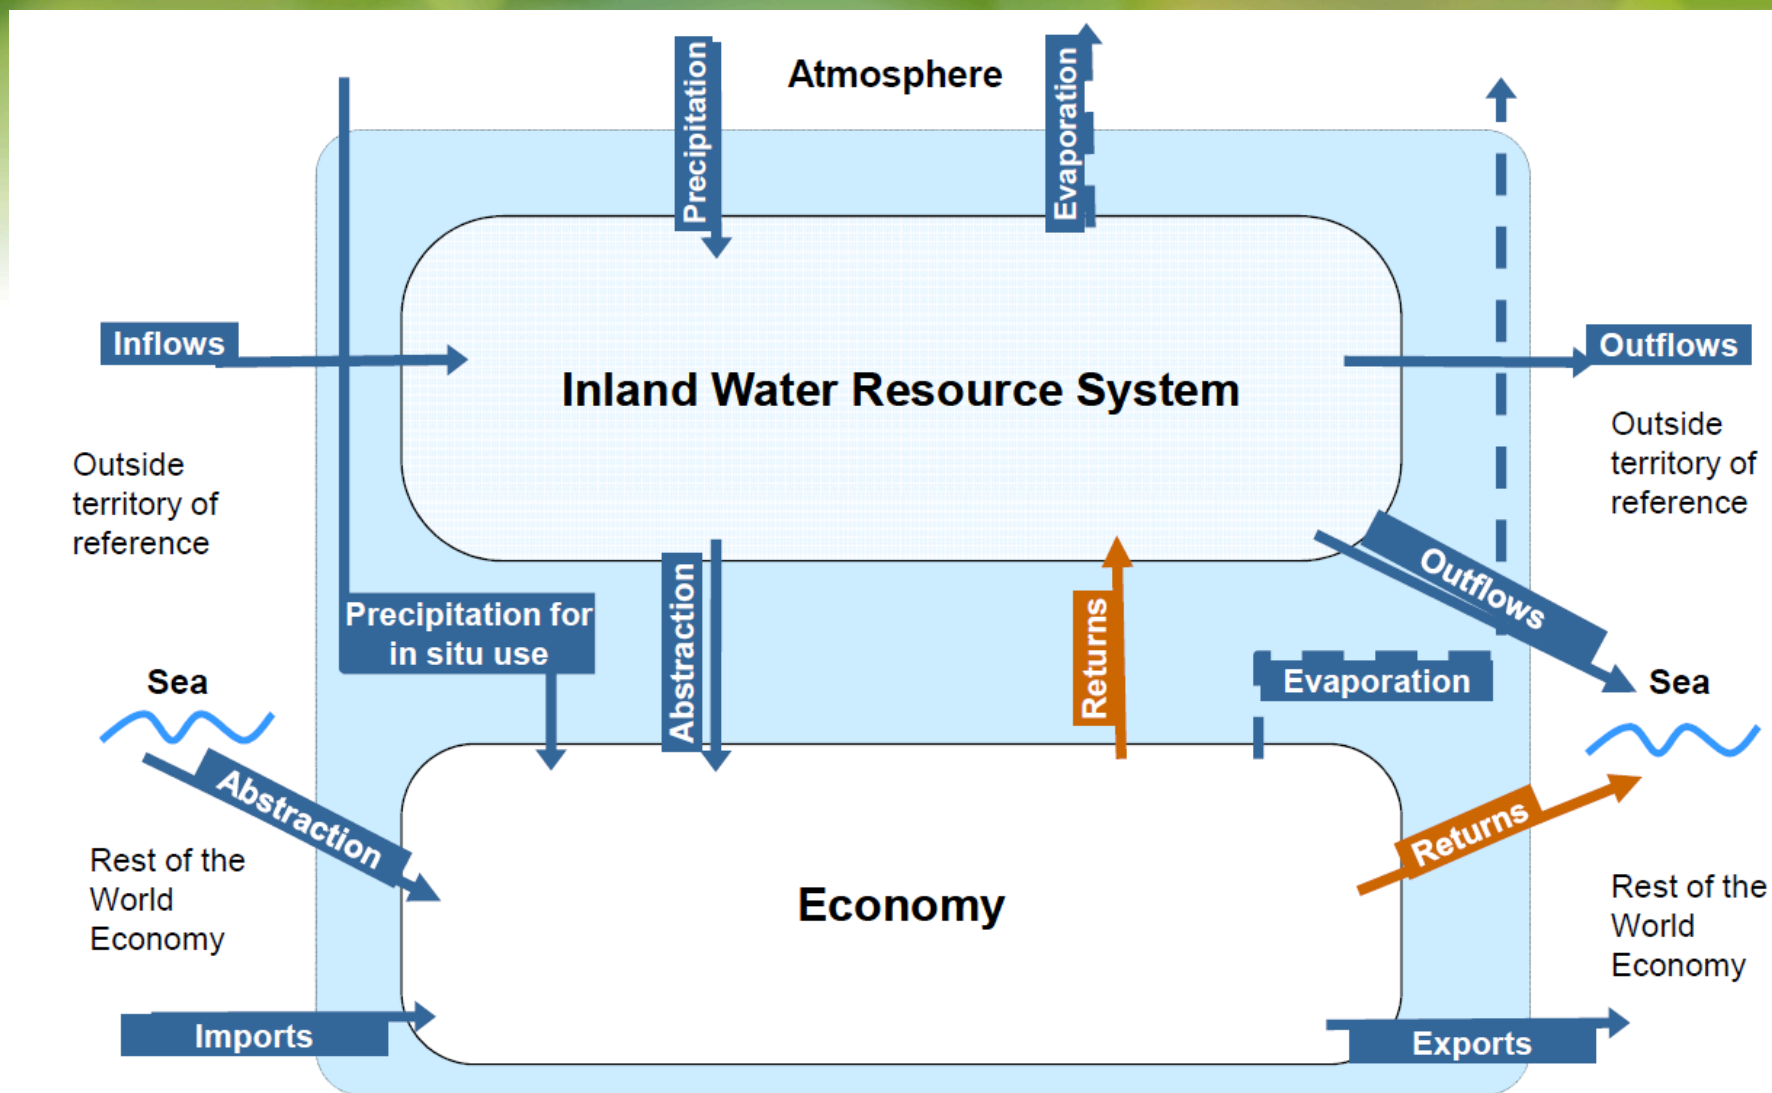 Atmosphere
Precipitation
Evaporation
Inflows
Outflows
Inland Water Resource System
Outside
territory of
reference
Outside
territory of
reference
Precipitation for
in situ use
Abstraction
Returns
Outflows
Evaporation
Sea
Sea
Abstraction
Returns
Rest of the
World
Economy
Economy
Rest of the
World
Economy
Imports
Exports